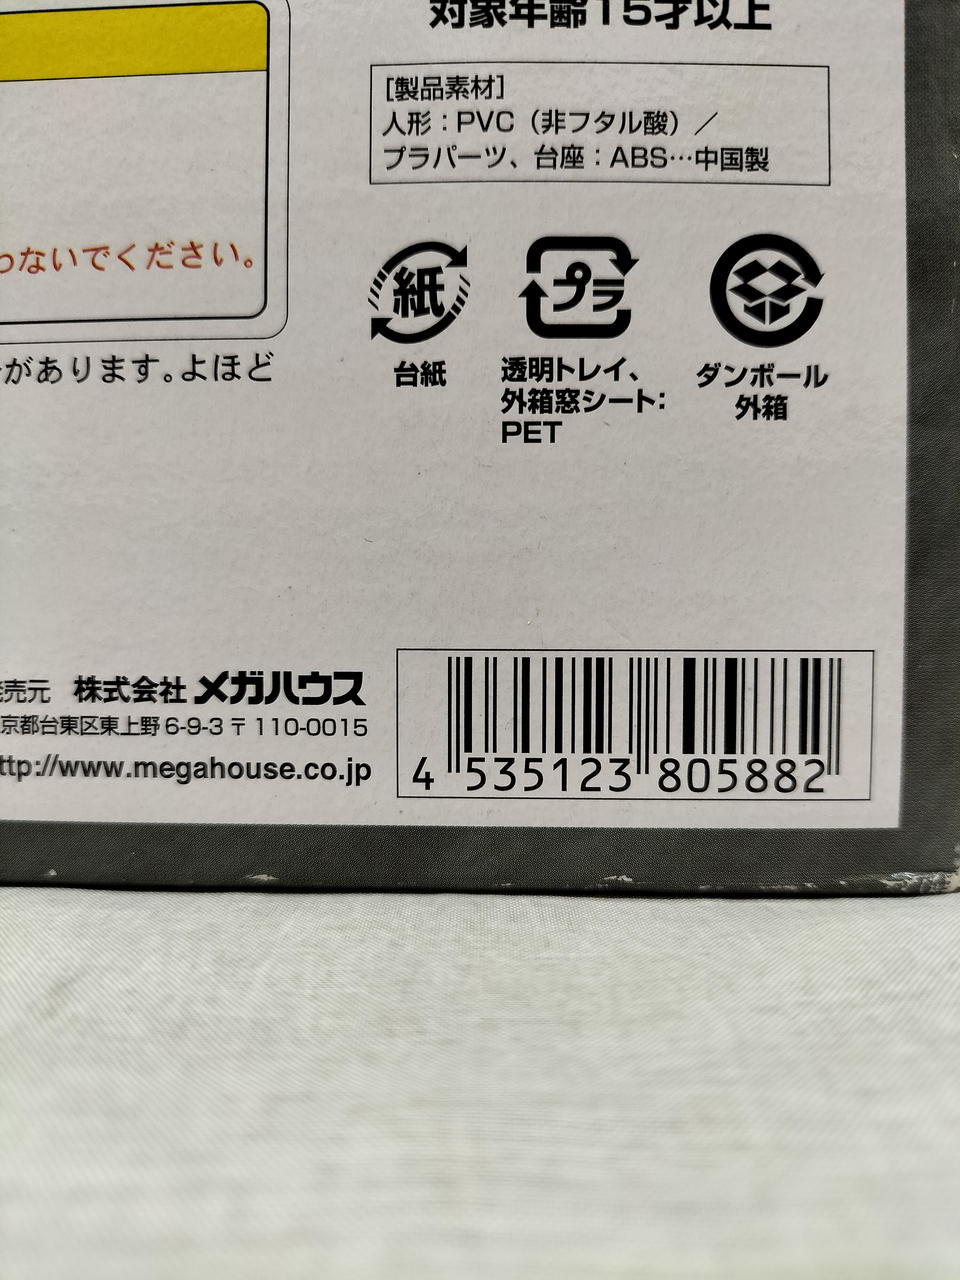 対象年齢15才以上
[製品素材]
人形：PVC（非フタル酸）／
プラパーツ、台座：ABS…中国製
わないでください。
があります。よほど
紙
プラ
台紙
透明トレイ、
外箱窓シート：
PET
ダンボール
外箱
発売元 株式会社 メガハウス
京都台東区東上野 6-9-3 〒 110-0015
ttp://www.megahouse.co.jp
4 535123 805882